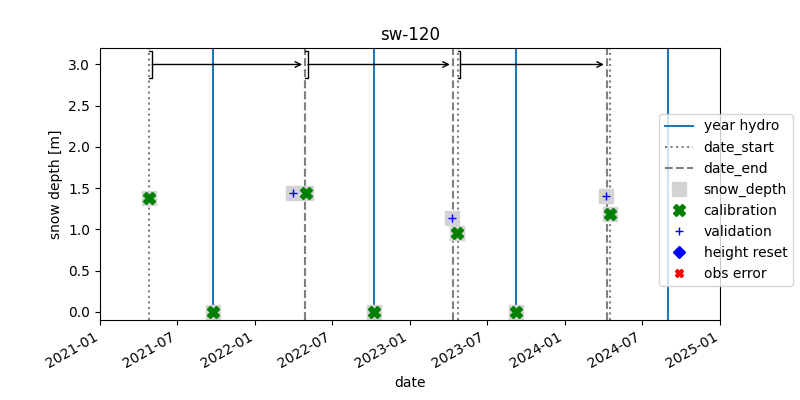 sw-120
snow depth [m]
3.0
2.5
2.0
1.5
1.0
0.5
0.0
year hydro
date_start
date_end
snow_depth
calibration
validation
height reset
obs error
2021-01
2021-07
2022-01
2022-07
2023-01
2023-07
2024-01
2024-07
2025-01
date